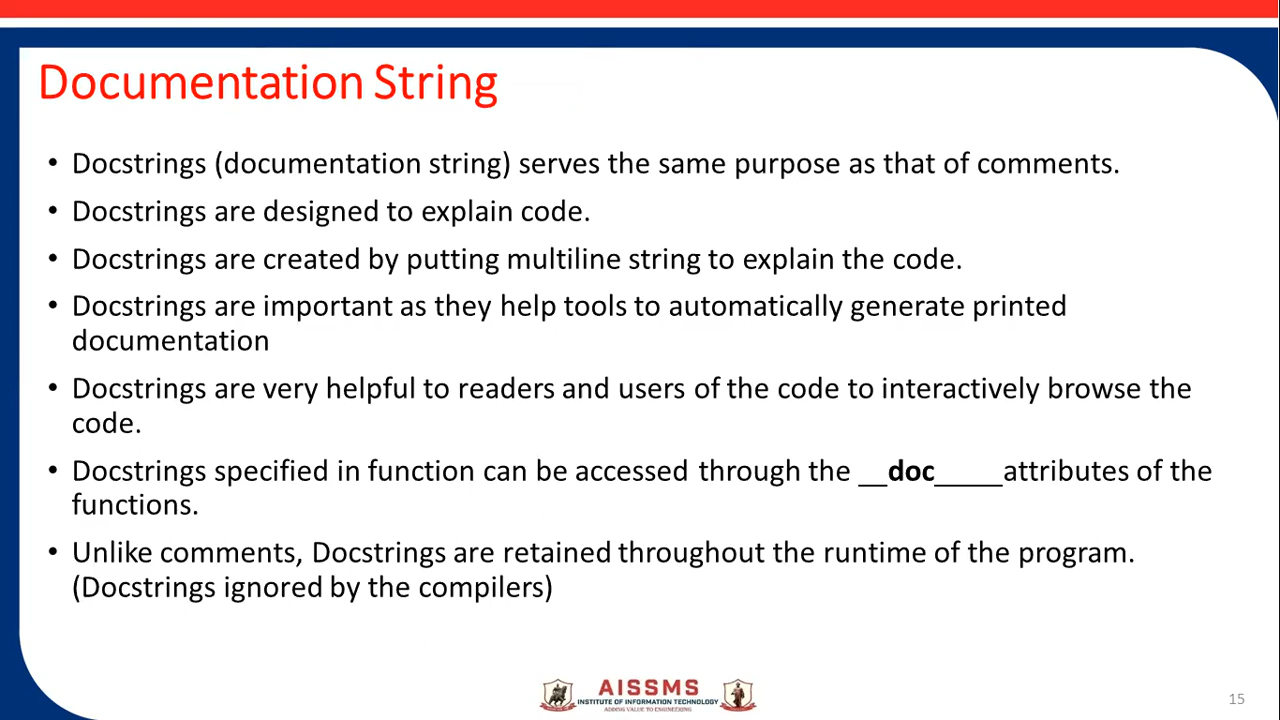 Documentation String
• Docstrings (documentation string) serves the same purpose as that of comments.
• Docstrings are designed to explain code.
• Docstrings are created by putting multiline string to explain the code.
• Docstrings are important as they help tools to automatically generate printed
documentation
• Docstrings are very helpful to readers and users of the code to interactively browse the
code.
• Docstrings specified in function can be accessed through the __doc_____attributes of the
functions.
• Unlike comments, Docstrings are retained throughout the runtime of the program.
(Docstrings ignored by the compilers)
AISSMS
INSTITUTE OF INFORMATION TECHNOLOGY
ADDING VALUE TO ENGINEERING
15